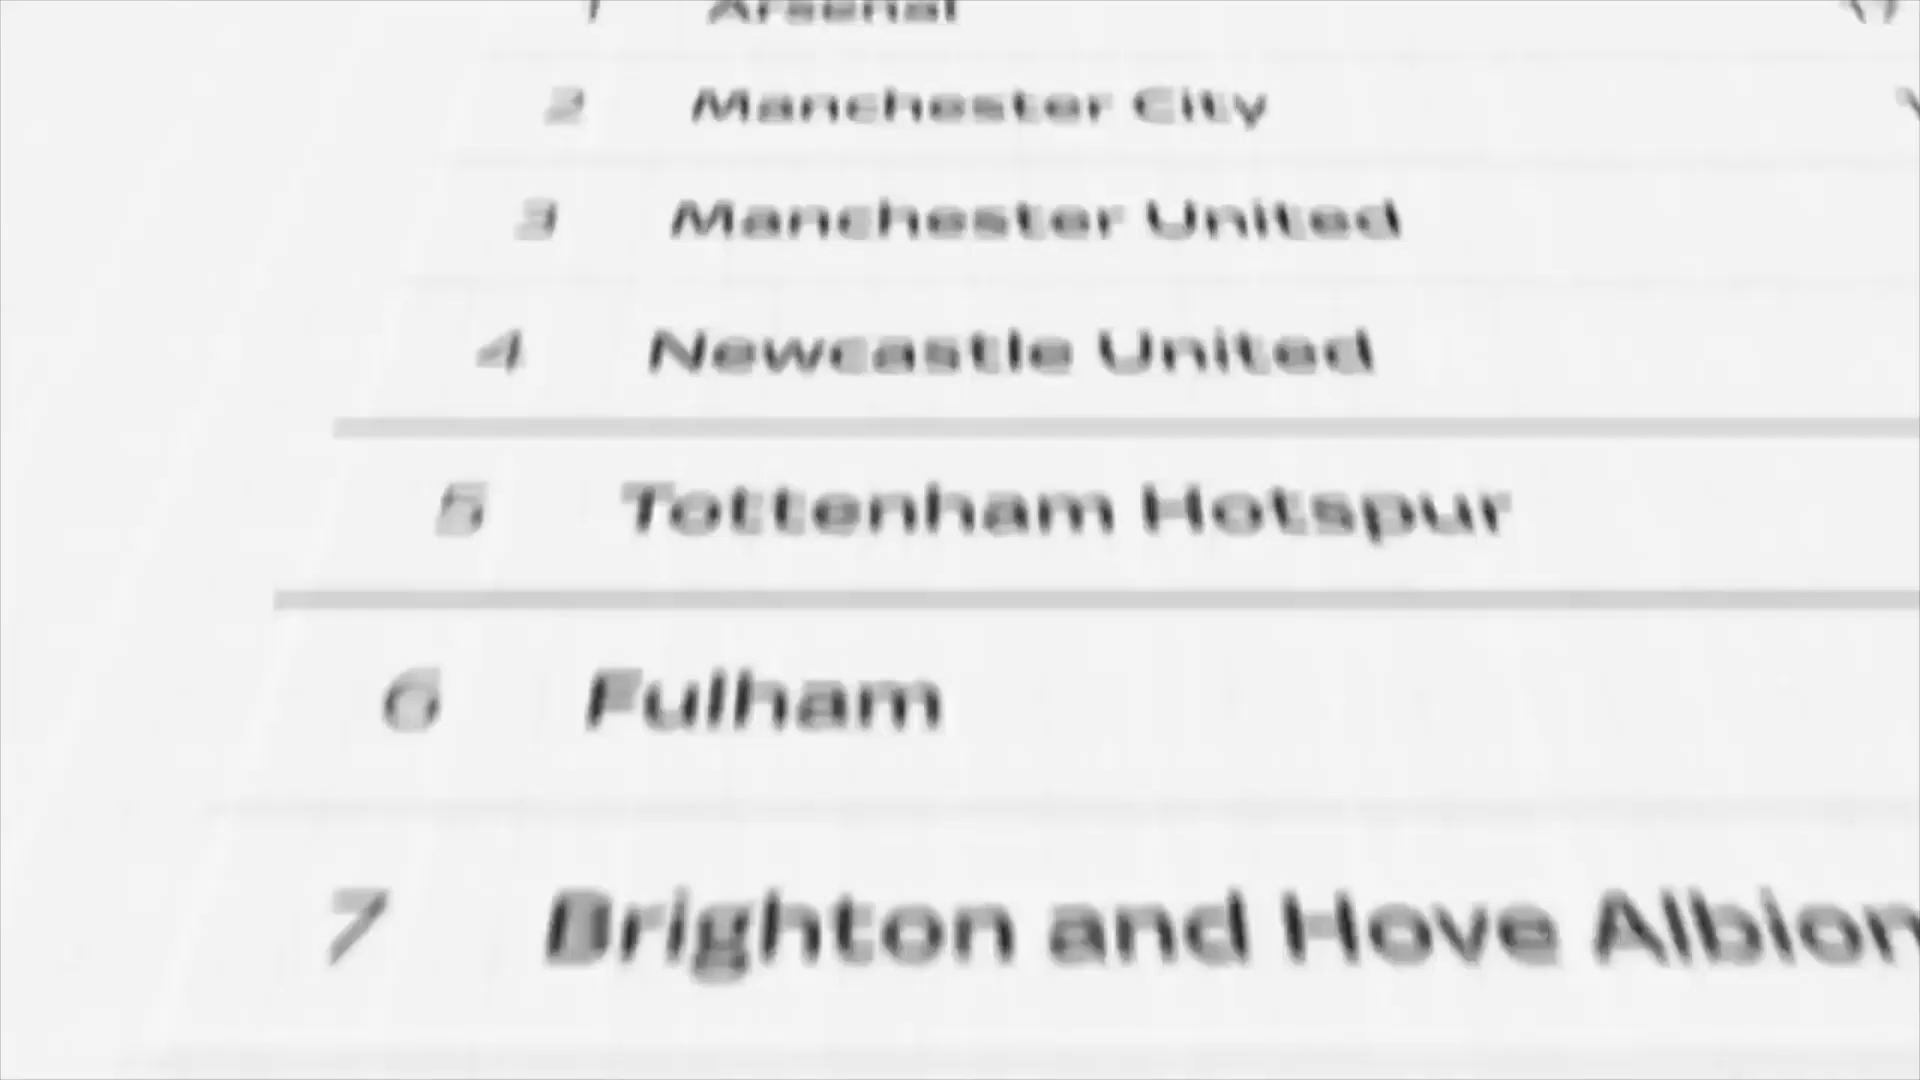 1 Arsenal
2 Manchester City
3 Manchester United
4 Newcastle United
5 Tottenham Hotspur
6 Fulham
7 Brighton and Hove Albion